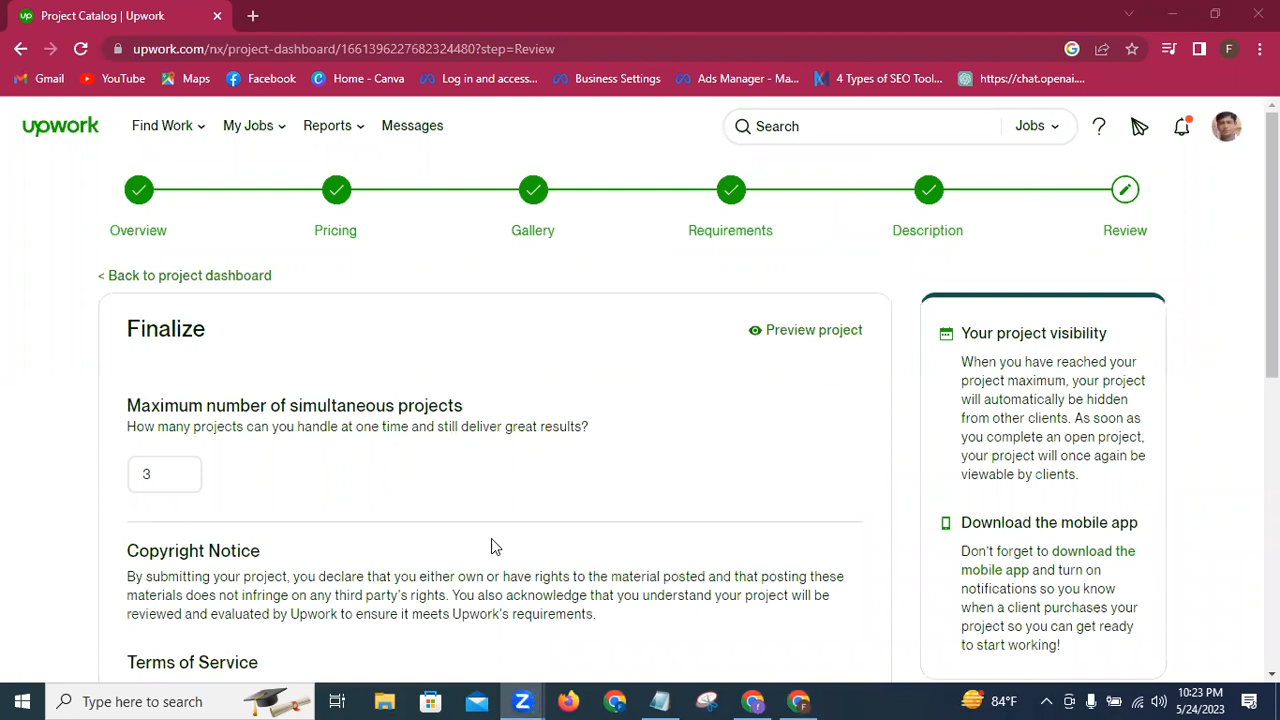 up Project Catalog | Upwork
upwork.com/nx/project-dashboard/1661396227682324480?step=Review
F
Gmail YouTube Maps Facebook Home - Canva Log in and access... Business Settings Ads Manager - Ma... 4 Types of SEO Tool... https://chat.openai....
upwork Find Work My Jobs Reports Messages Search Jobs ?
Overview Pricing Gallery Requirements Description Review
< Back to project dashboard
Finalize
Preview project
Maximum number of simultaneous projects
How many projects can you handle at one time and still deliver great results?
3
Copyright Notice
By submitting your project, you declare that you either own or have rights to the material posted and that posting these
materials does not infringe on any third party's rights. You also acknowledge that you understand your project will be
reviewed and evaluated by Upwork to ensure it meets Upwork's requirements.
Terms of Service
Your project visibility
When you have reached your
project maximum, your project
will automatically be hidden
from other clients. As soon as
you complete an open project,
your project will once again be
viewable by clients.
Download the mobile app
Don't forget to download the
mobile app and turn on
notifications so you know
when a client purchases your
project so you can get ready
to start working!
Type here to search
84°F
10:23 PM
5/24/2023